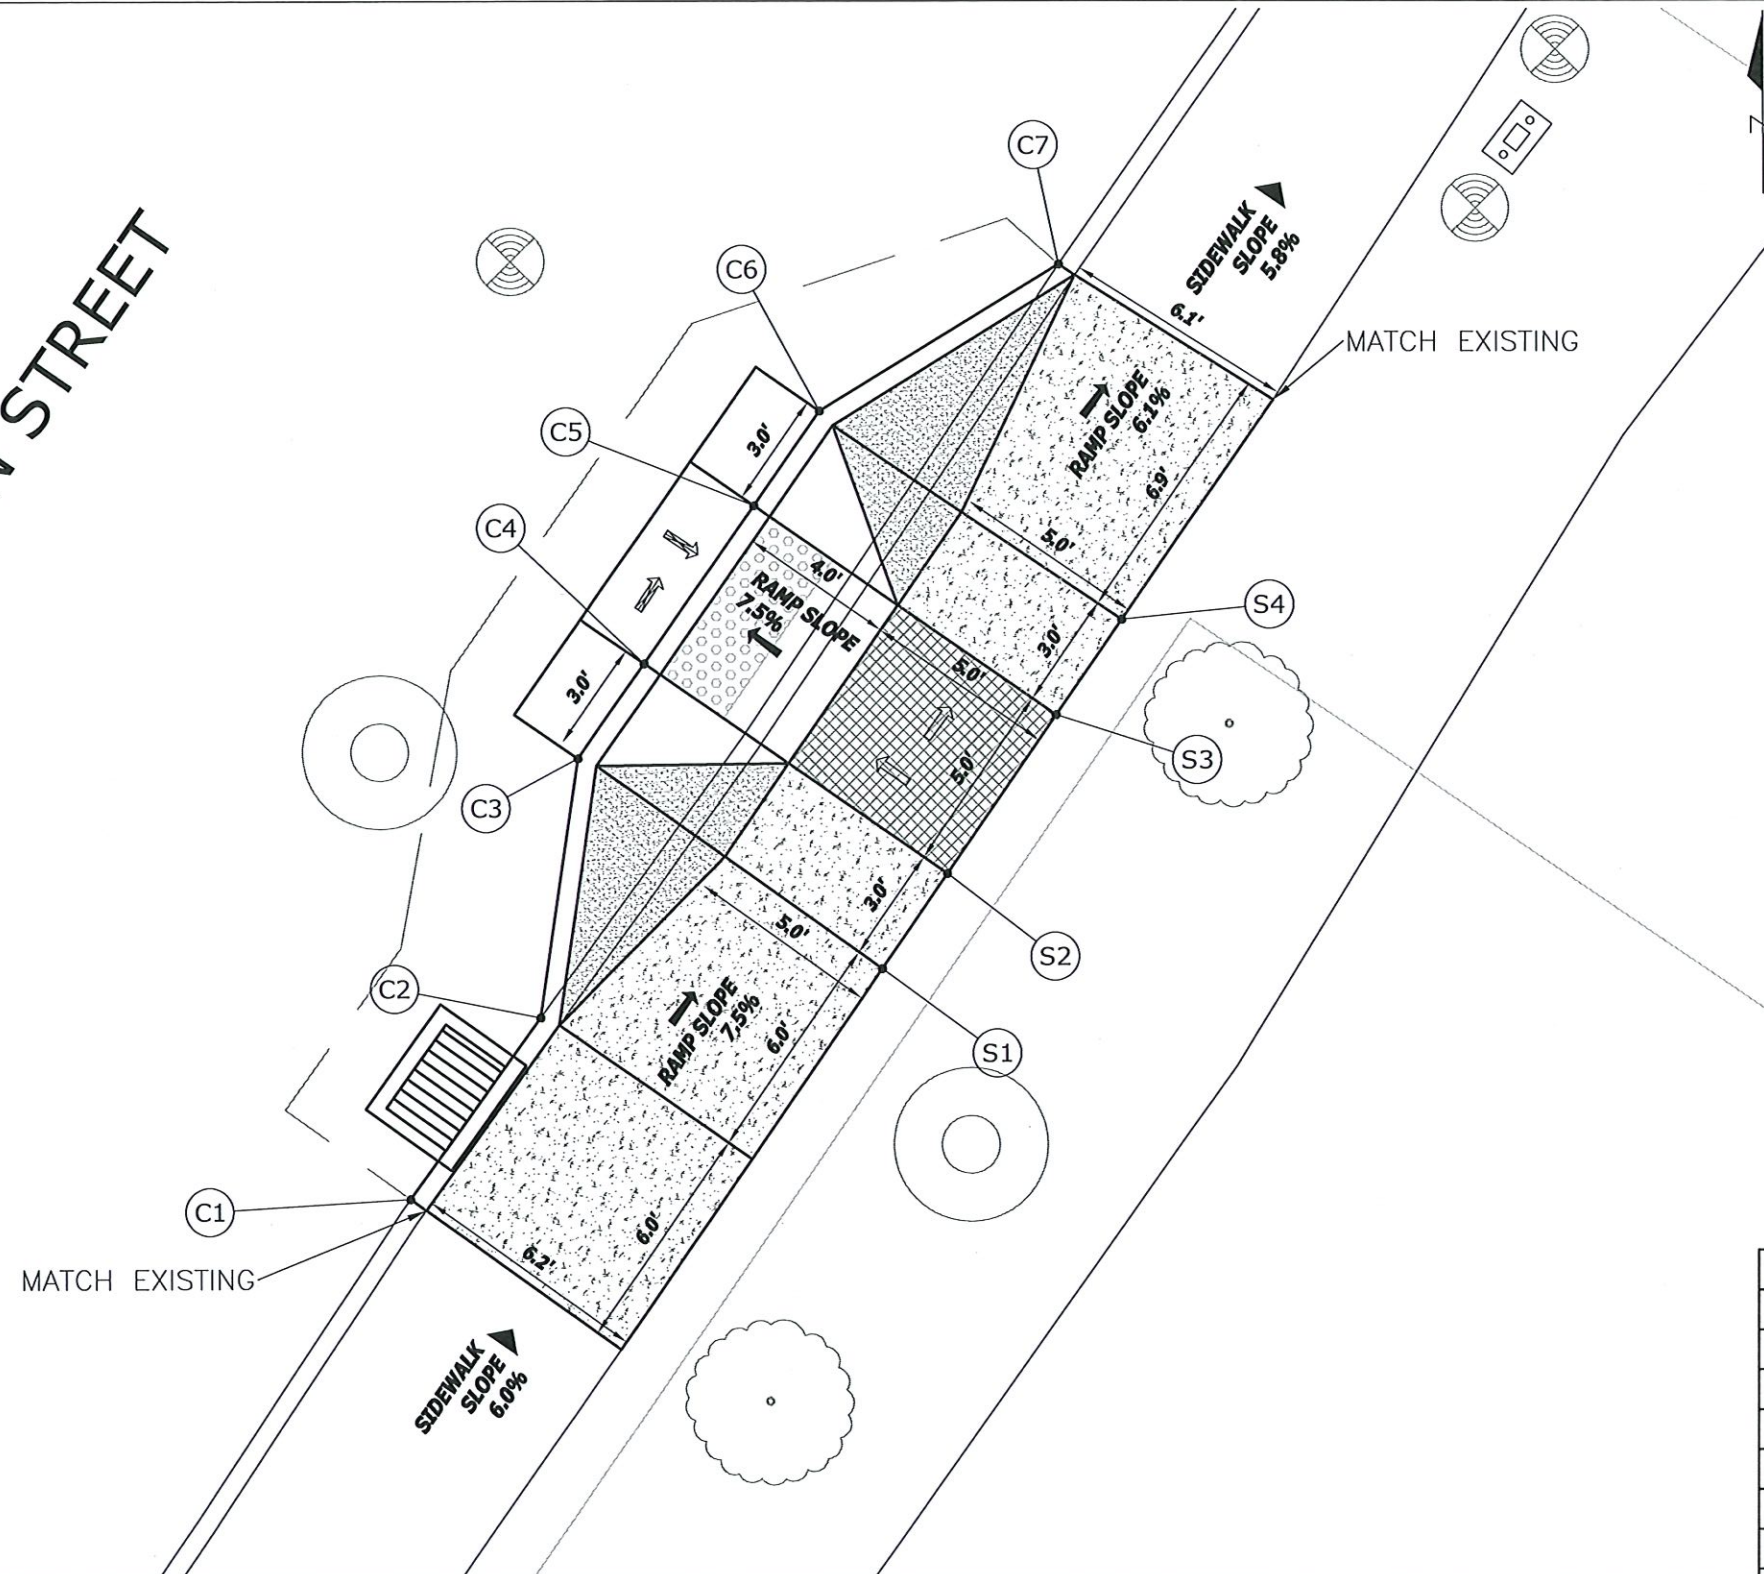 STREET
C7
C6
SIDEWALK
SLOPE
5.8%
6.1'
MATCH EXISTING
RAMP SLOPE
6.1%
C5
3.0'
6.9'
C4
5.0'
4.0'
RAMP SLOPE
7.5%
S4
3.0'
5.0'
3.0'
5.0'
S3
C3
3.0'
5.0'
S2
C2
RAMP SLOPE
7.5%
6.0'
S1
C1
6.0'
6.2'
MATCH EXISTING
SIDEWALK
SLOPE
6.0%